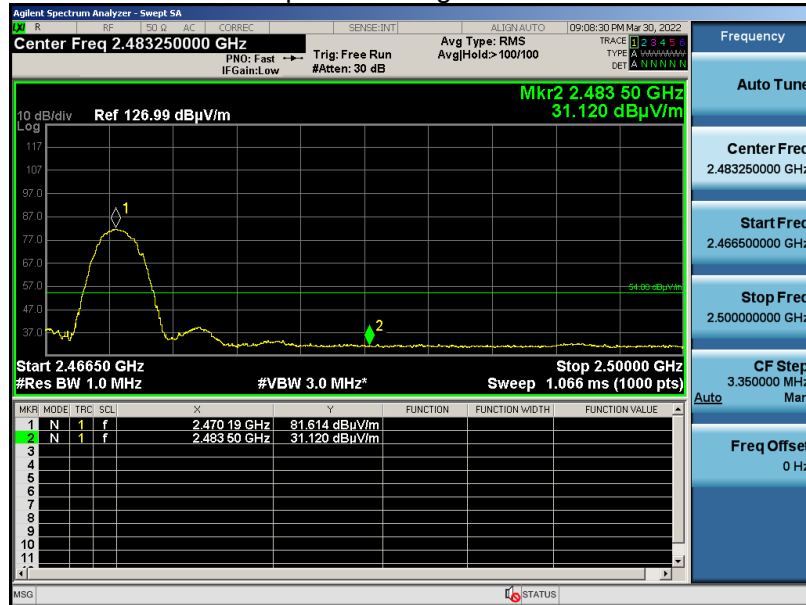 Agilent Spectrum Analyzer - Swept SA
LXI R RF 50 Ω AC CORREC SENSE:INT ALIGN AUTO 09:08:30 PM Mar 30, 2022
Center Freq 2.483250000 GHz
PNO: Fast
IFGain:Low
Trig: Free Run
#Atten: 30 dB
Avg Type: RMS
Avg|Hold:>100/100
TRACE 1 2 3 4 5 6
TYPE A WWWWW
DET A N N N N N
Mkr2 2.483 50 GHz
31.120 dBµV/m
10 dB/div Ref 126.99 dBµV/m
Log
117
107
97.0
87.0
77.0
67.0
57.0
47.0
37.0
1
2
54.00 dBµV/m
Start 2.46650 GHz Stop 2.50000 GHz
#Res BW 1.0 MHz #VBW 3.0 MHz* Sweep 1.066 ms (1000 pts)
MKR MODE TRC SCL X Y FUNCTION FUNCTION WIDTH FUNCTION VALUE
1 N 1 f 2.470 19 GHz 81.614 dBµV/m
2 N 1 f 2.483 50 GHz 31.120 dBµV/m
3
4
5
6
7
8
9
10
11
MSG STATUS
Frequency
Auto Tune
Center Freq
2.483250000 GHz
Start Freq
2.466500000 GHz
Stop Freq
2.500000000 GHz
CF Step
3.350000 MHz
Auto Man
Freq Offset
0 Hz